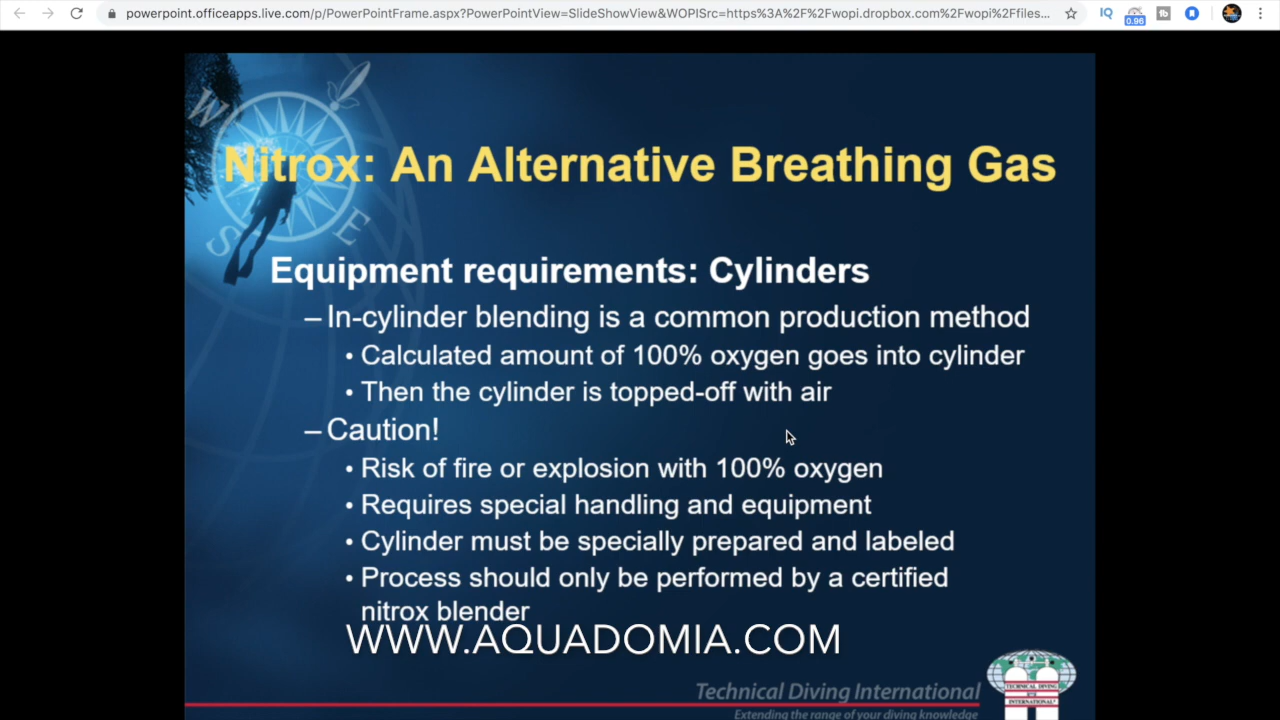 powerpoint.officeapps.live.com/p/PowerPointFrame.aspx?PowerPointView=SlideShowView&WOPISrc=https%3A%2F%2Fwopi.dropbox.com%2Fwopi%2Ffiles...
IQ
0.96
W
S
E
Nitrox: An Alternative Breathing Gas
Equipment requirements: Cylinders
– In-cylinder blending is a common production method
• Calculated amount of 100% oxygen goes into cylinder
• Then the cylinder is topped-off with air
– Caution!
• Risk of fire or explosion with 100% oxygen
• Requires special handling and equipment
• Cylinder must be specially prepared and labeled
• Process should only be performed by a certified
nitrox blender
WWW.AQUADOMIA.COM
Technical Diving International
Extending the range of your diving knowledge
TECHNICAL DIVING
INTERNATIONAL